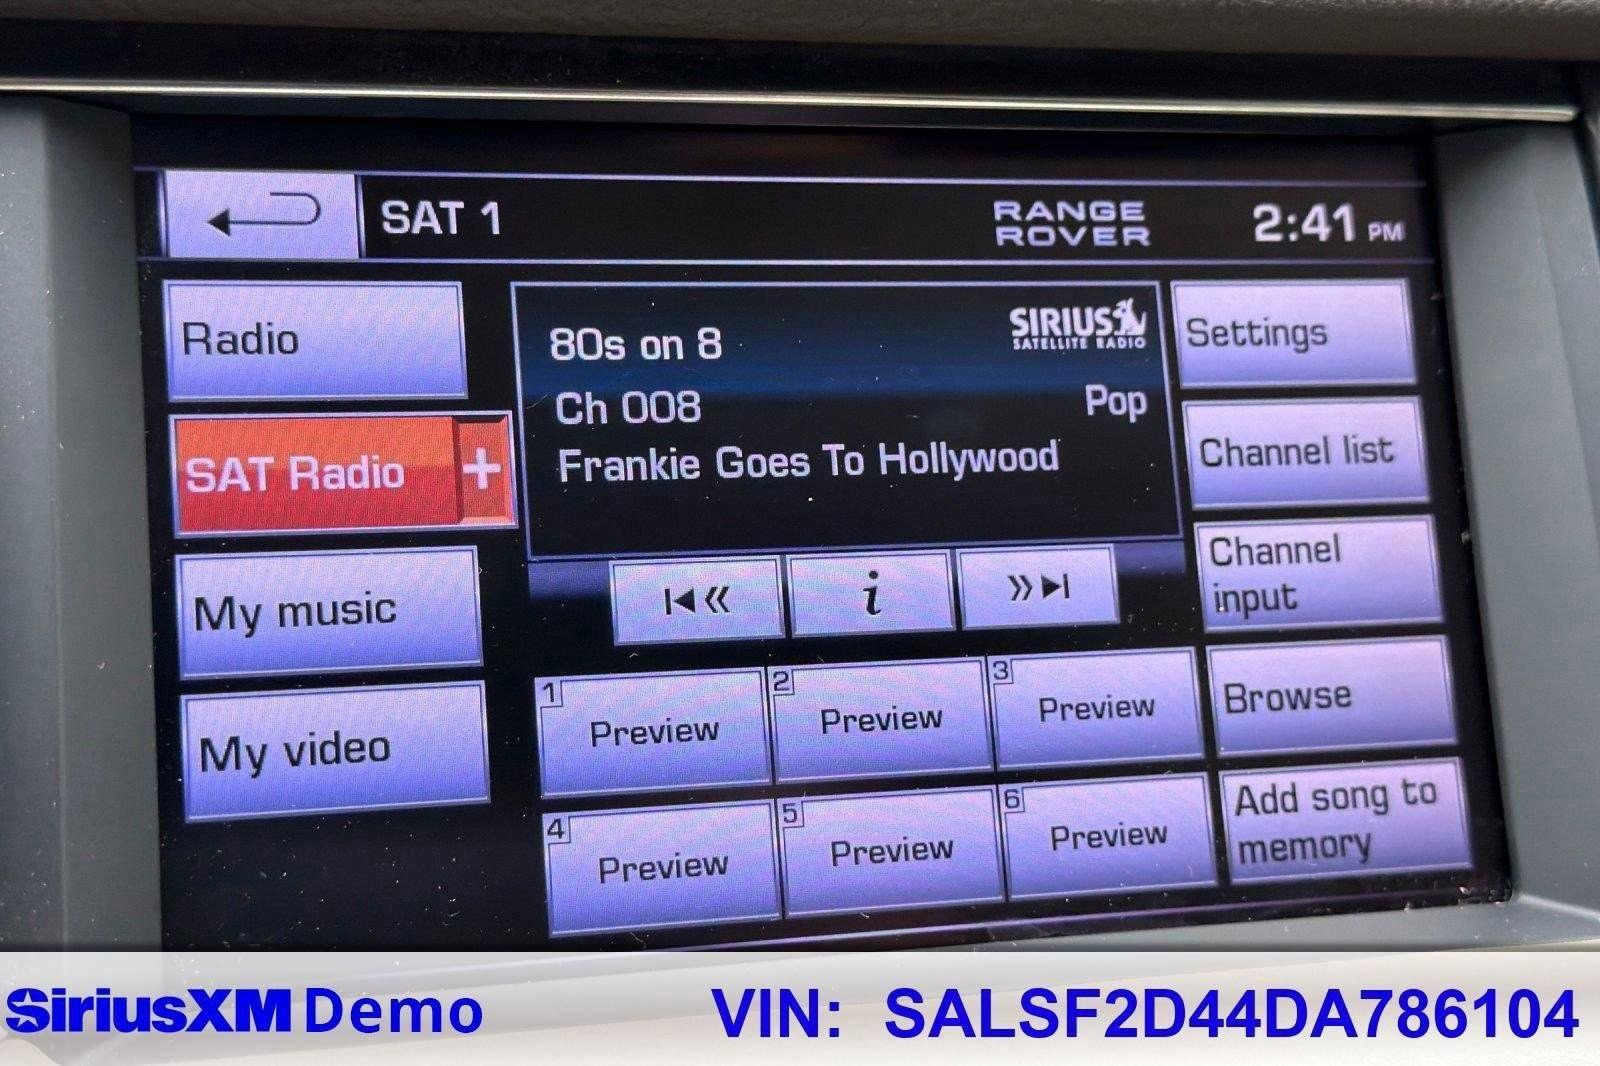 SAT 1
RANGE
ROVER
2:41 PM
Radio
SAT Radio +
My music
My video
80s on 8
SIRIUS
SATELLITE RADIO
Ch 008
Pop
Frankie Goes To Hollywood
i
1
Preview
2
Preview
3
Preview
4
Preview
5
Preview
6
Preview
Settings
Channel list
Channel
input
Browse
Add song to
memory
SiriusXM Demo
VIN: SALSF2D44DA786104